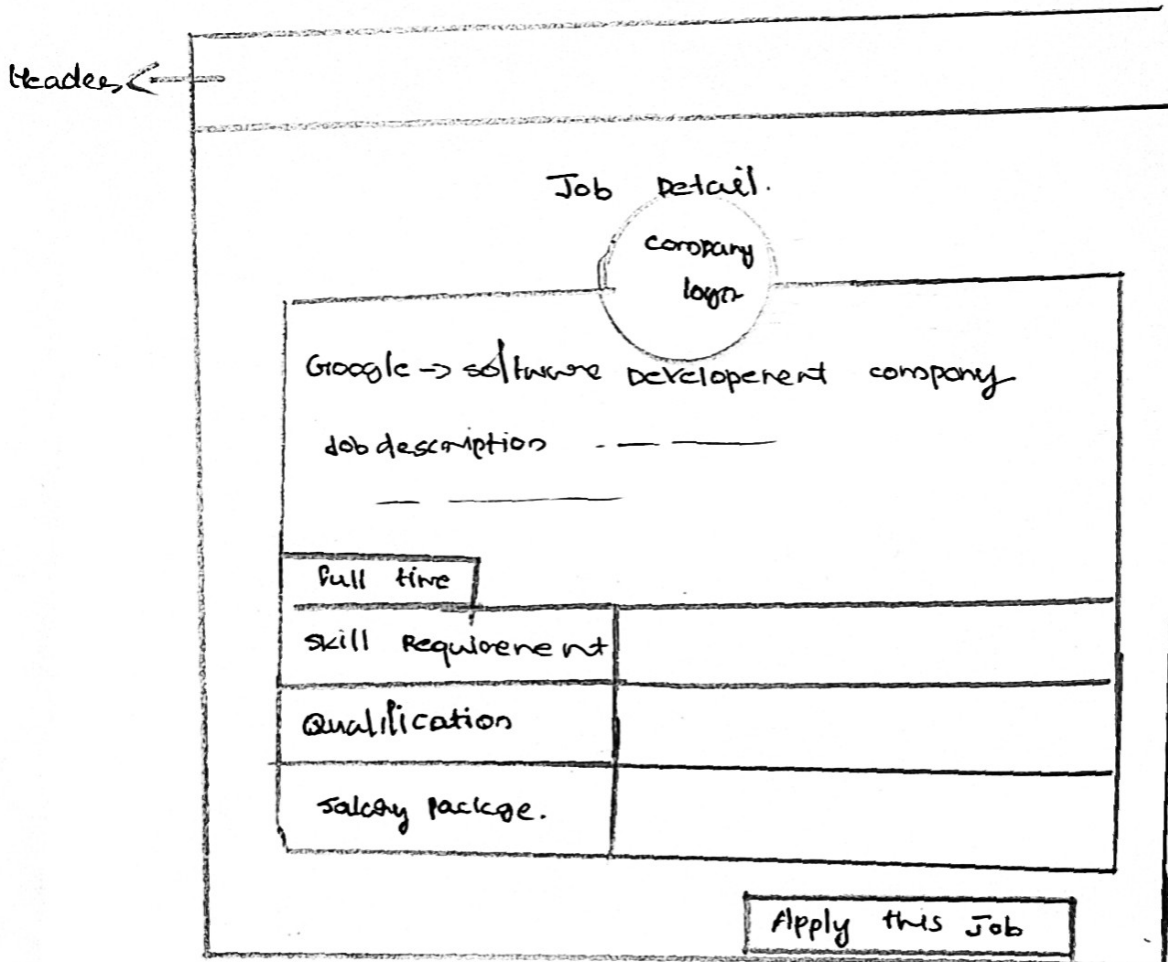 Header
Job Detail.
company
logo
Google -> software Developement company
Job description
full time
Skill Requirement
Qualification
Salary Package.
Apply this Job